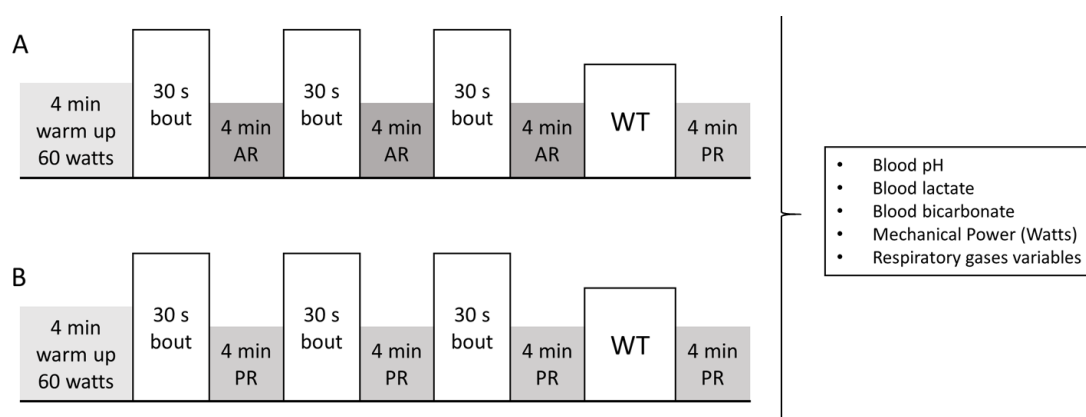 A
4 min
warm up
60 watts
30 s
bout
4 min
AR
30 s
bout
4 min
AR
30 s
bout
4 min
AR
WT
4 min
PR
B
4 min
warm up
60 watts
30 s
bout
4 min
PR
30 s
bout
4 min
PR
30 s
bout
4 min
PR
WT
4 min
PR
• Blood pH
• Blood lactate
• Blood bicarbonate
• Mechanical Power (Watts)
• Respiratory gases variables